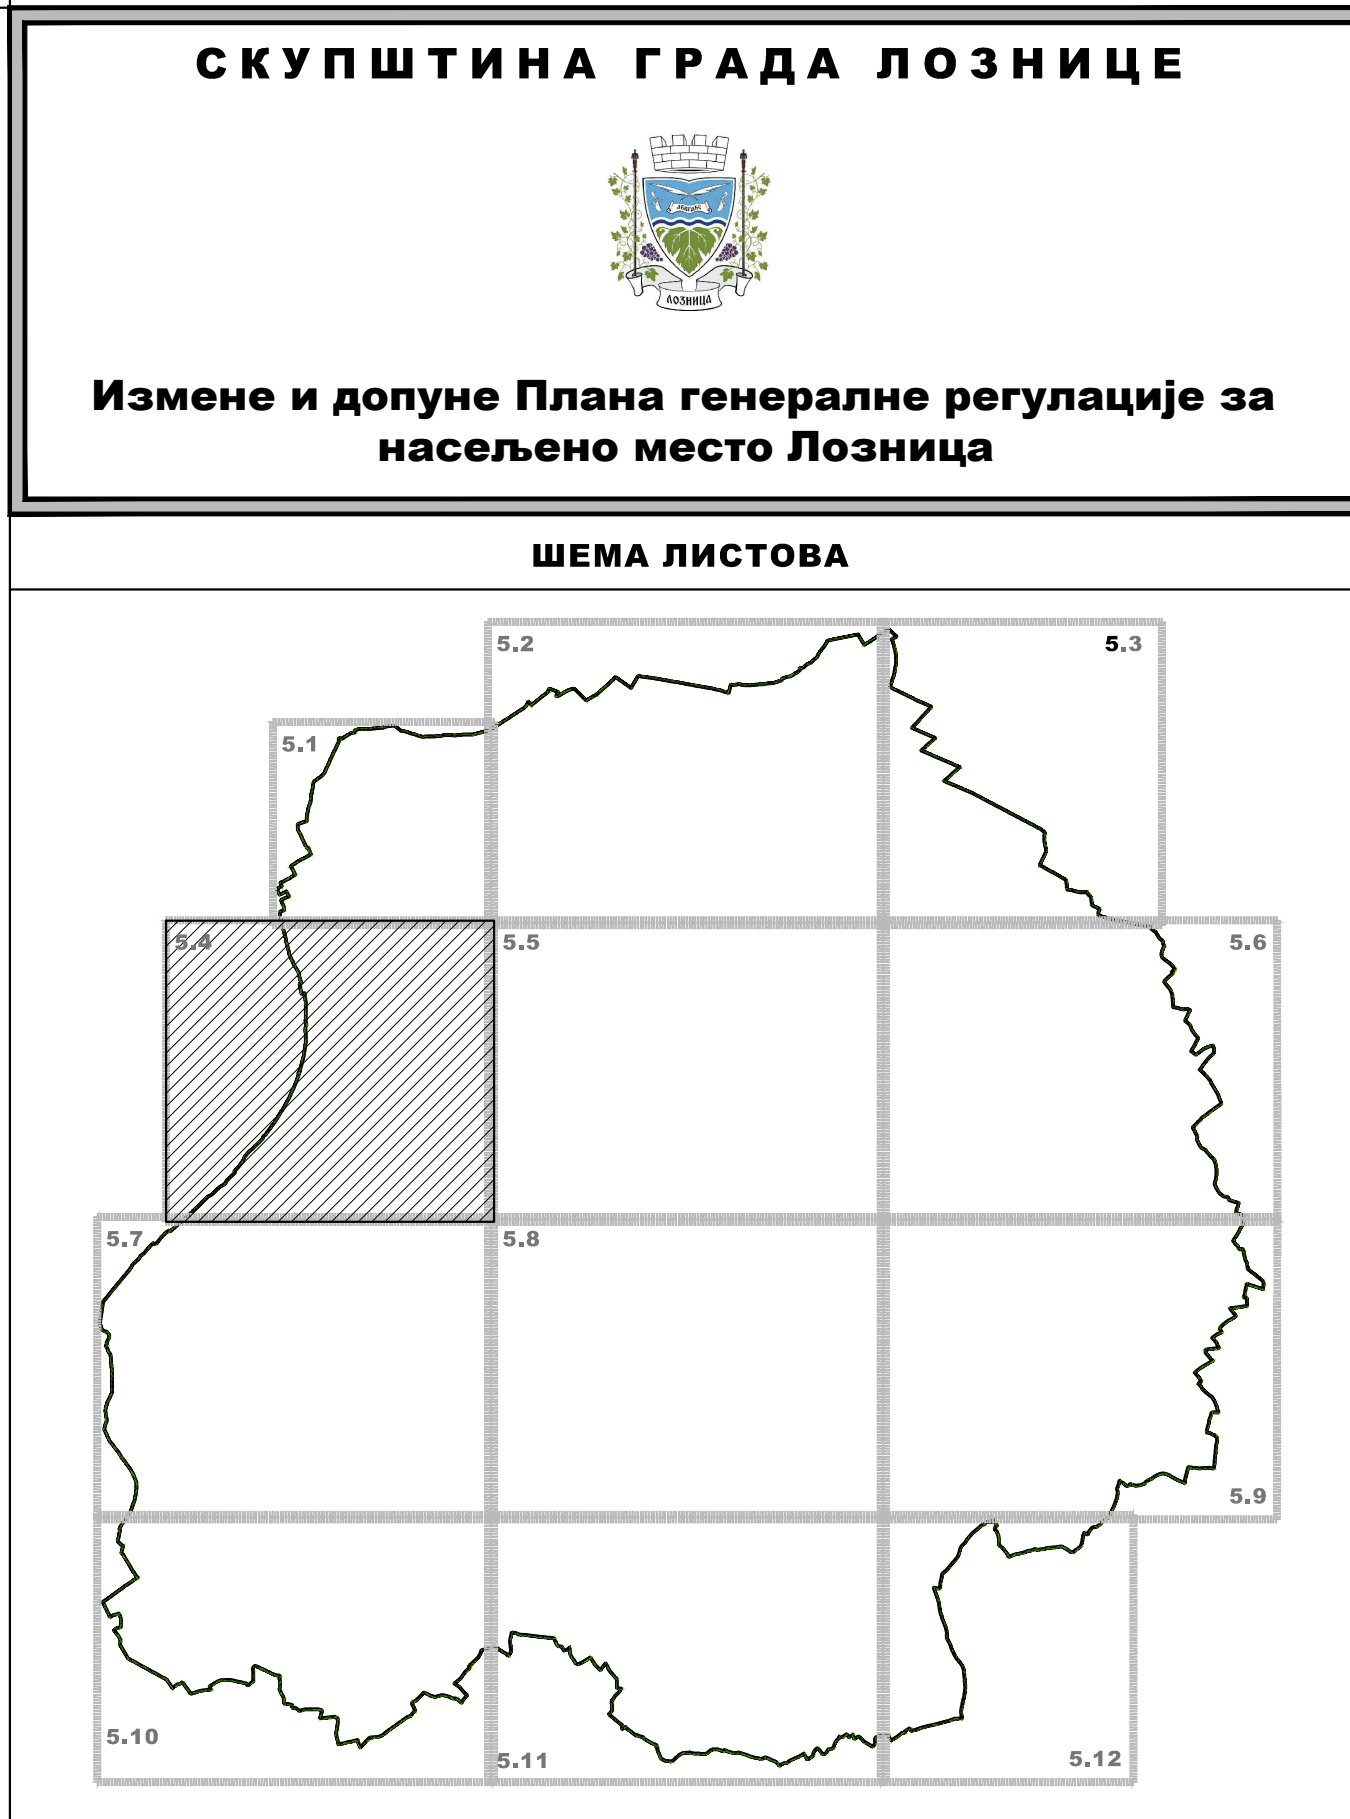 СКУПШТИНА ГРАДА ЛОЗНИЦЕ
ЛОЗНИЦА
Измене и допуне Плана генералне регулације за
насељено место Лозница
ШЕМА ЛИСТОВА
5.2
5.3
5.1
5.4
5.5
5.6
5.7
5.8
5.9
5.10
5.11
5.12